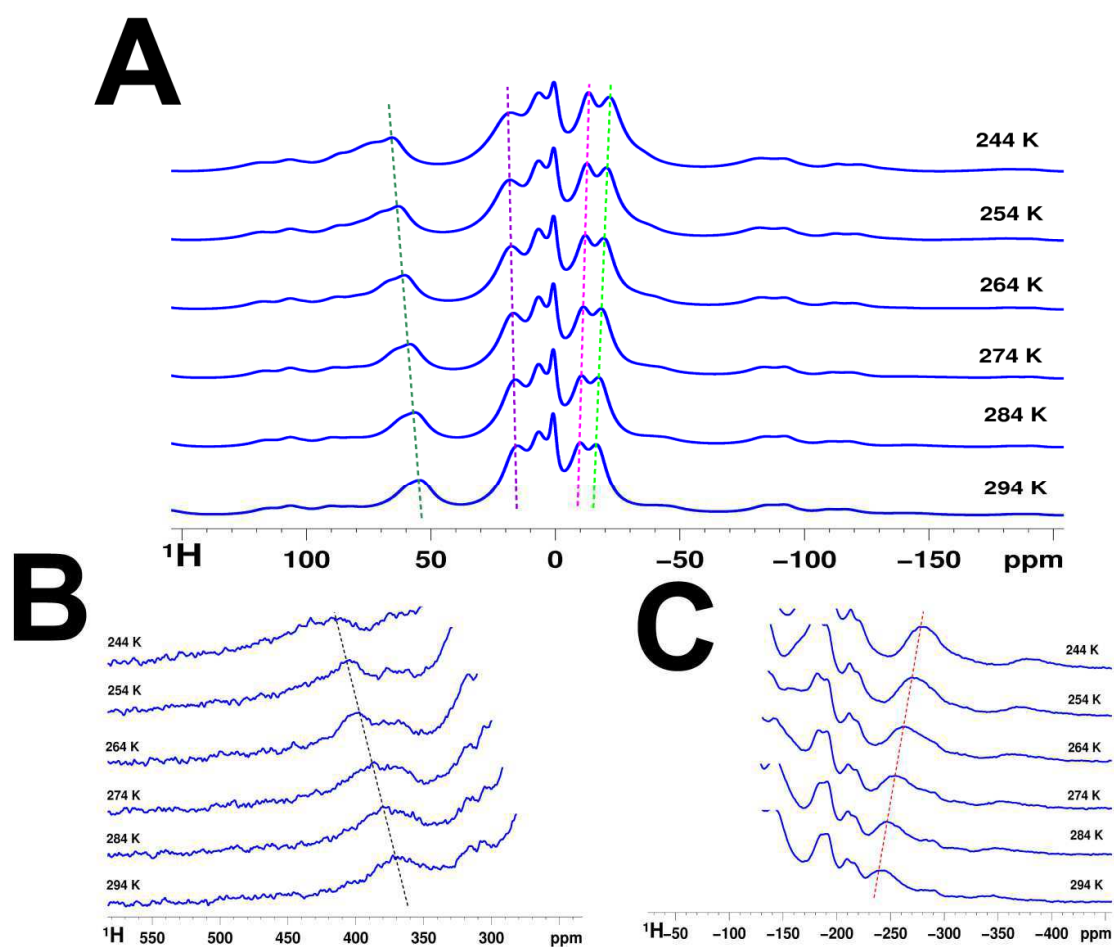 A
244 K
254 K
264 K
274 K
284 K
294 K
¹H 100 50 0 −50 −100 −150 ppm
B
244 K
254 K
264 K
274 K
284 K
294 K
¹H 550 500 450 400 350 300 ppm
C
244 K
254 K
264 K
274 K
284 K
294 K
¹H −50 −100 −150 −200 −250 −300 −350 −400 ppm